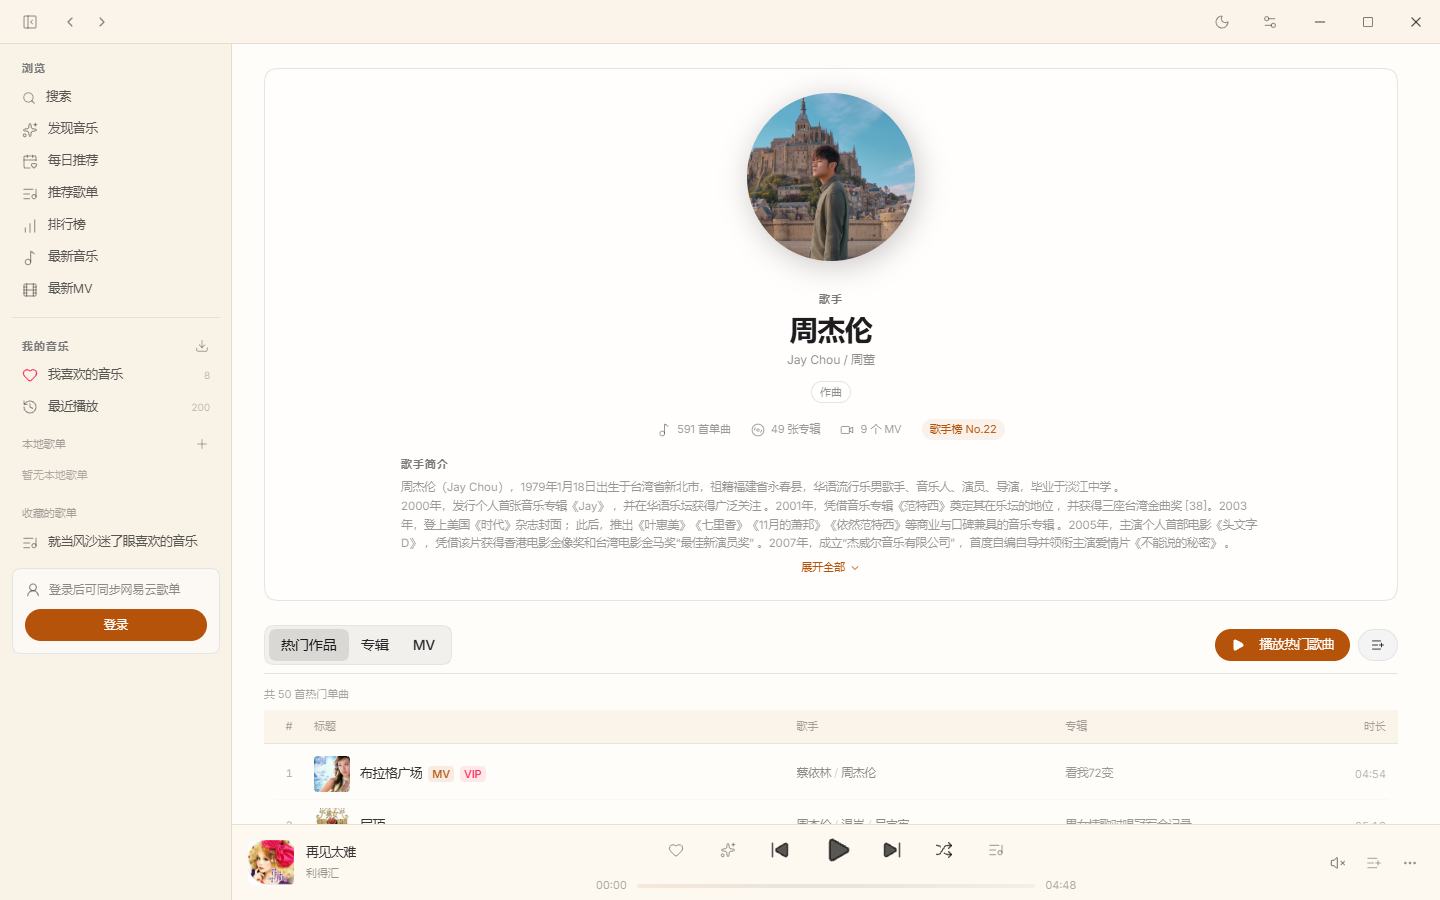 浏览
搜索
发现音乐
每日推荐
推荐歌单
排行榜
最新音乐
最新MV
我的音乐
我喜欢的音乐 8
最近播放 200
本地歌单
暂无本地歌单
收藏的歌单
就当风沙迷了眼喜欢的音乐
登录后可同步网易云歌单
登录
歌手
周杰伦
Jay Chou / 周董
作曲
591 首单曲 49 张专辑 9 个 MV 歌手榜 No.22
歌手简介
周杰伦（Jay Chou），1979年1月18日出生于台湾省新北市，祖籍福建省永春县，华语流行乐男歌手、音乐人、演员、导演，毕业于淡江中学 。
2000年，发行个人首张音乐专辑《Jay》 ，并在华语乐坛获得广泛关注 。2001年，凭借音乐专辑《范特西》奠定其在乐坛的地位 ，并获得三座台湾金曲奖 [38]。2003
年，登上美国《时代》杂志封面 ；此后，推出《叶惠美》《七里香》《11月的萧邦》《依然范特西》等商业与口碑兼具的音乐专辑 。2005年，主演个人首部电影《头文字
D》 ，凭借该片获得香港电影金像奖和台湾电影金马奖“最佳新演员奖” 。2007年，成立“杰威尔音乐有限公司” ，首度自编自导并领衔主演爱情片《不能说的秘密》 。
展开全部
热门作品 专辑 MV 播放热门歌曲
共 50 首热门单曲
# 标题 歌手 专辑 时长
1 布拉格广场 MV VIP 蔡依林 / 周杰伦 看我72变 04:54
再见太难
利得汇
00:00 04:48